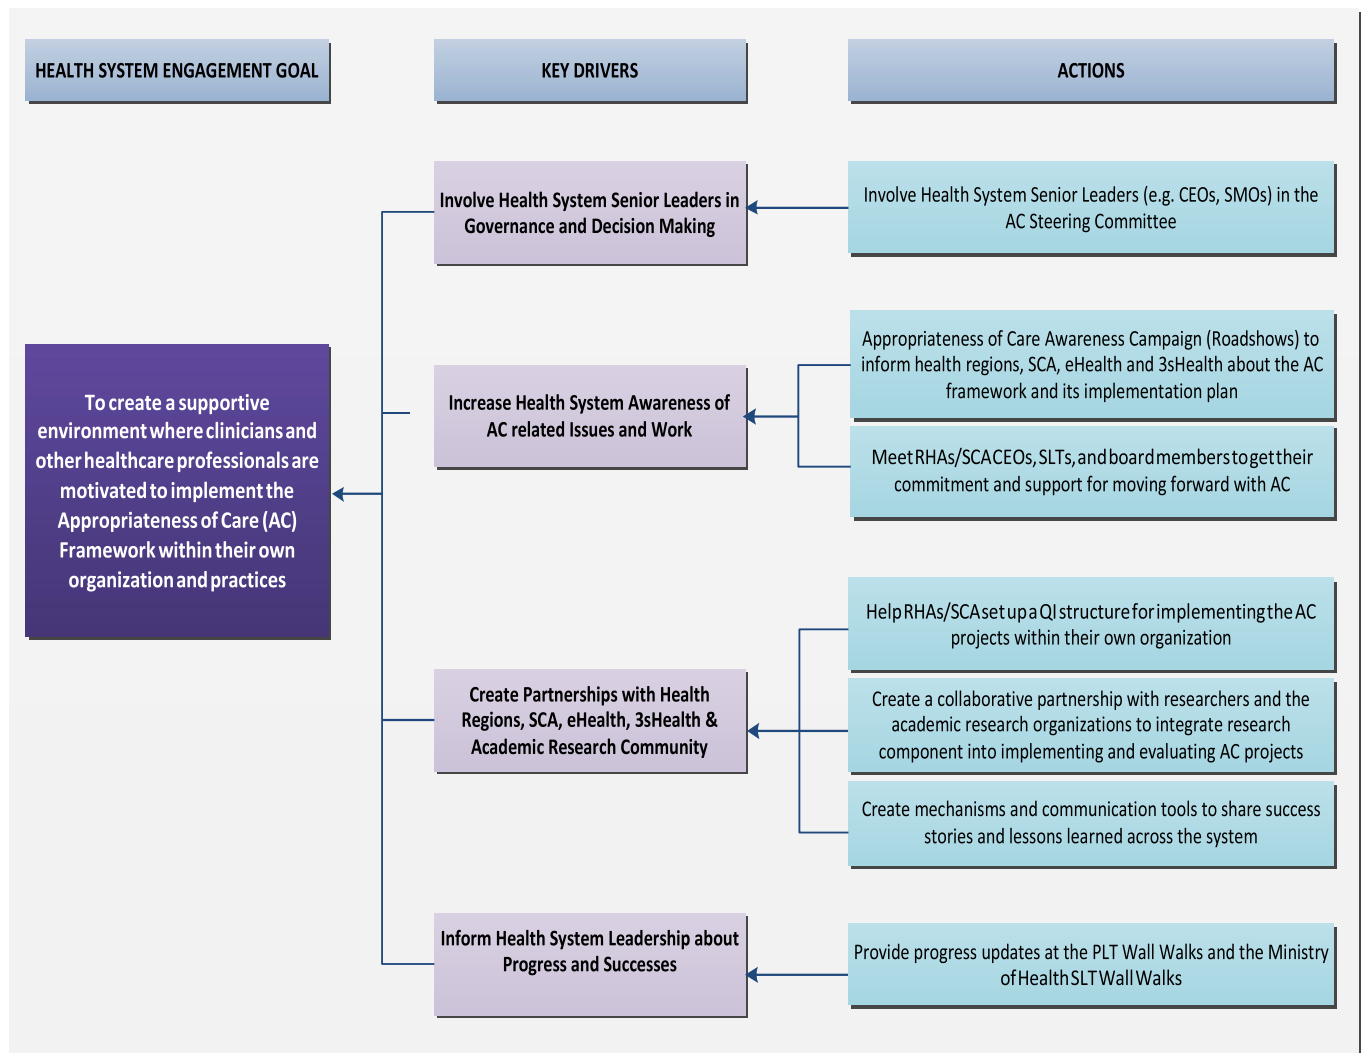 HEALTH SYSTEM ENGAGEMENT GOAL
KEY DRIVERS
ACTIONS
To create a supportive
environment where clinicians and
other healthcare professionals are
motivated to implement the
Appropriateness of Care (AC)
Framework within their own
organization and practices
Involve Health System Senior Leaders in
Governance and Decision Making
Involve Health System Senior Leaders (e.g. CEOs, SMOs) in the
AC Steering Committee
Increase Health System Awareness of
AC related Issues and Work
Appropriateness of Care Awareness Campaign (Roadshows) to
inform health regions, SCA, eHealth and 3sHealth about the AC
framework and its implementation plan
Meet RHAs/SCA CEOs, SLTs, and board members to get their
commitment and support for moving forward with AC
Create Partnerships with Health
Regions, SCA, eHealth, 3sHealth &
Academic Research Community
Help RHAs/SCA set up a QI structure for implementing the AC
projects within their own organization
Create a collaborative partnership with researchers and the
academic research organizations to integrate research
component into implementing and evaluating AC projects
Create mechanisms and communication tools to share success
stories and lessons learned across the system
Inform Health System Leadership about
Progress and Successes
Provide progress updates at the PLT Wall Walks and the Ministry
of Health SLT Wall Walks